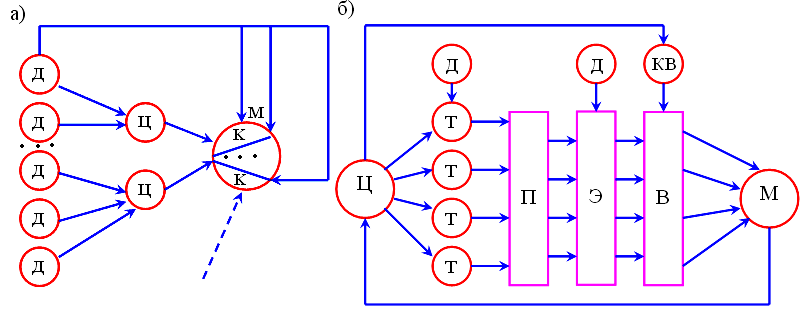 а) б)
Д Д Д КВ
Д Ц К М Т
Т
Д К Ц П Э В М
Д Ц Т
Д Т